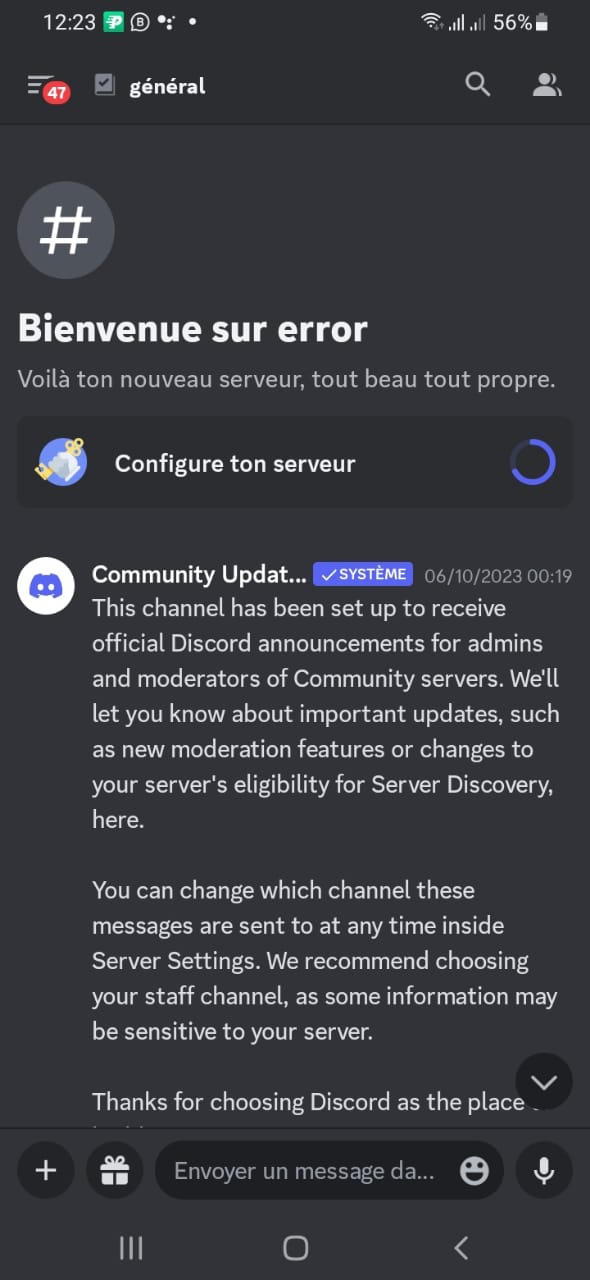 12:23 56%
47 général
Bienvenue sur error
Voilà ton nouveau serveur, tout beau tout propre.
Configure ton serveur
Community Updat... SYSTÈME 06/10/2023 00:19
This channel has been set up to receive
official Discord announcements for admins
and moderators of Community servers. We'll
let you know about important updates, such
as new moderation features or changes to
your server's eligibility for Server Discovery,
here.
You can change which channel these
messages are sent to at any time inside
Server Settings. We recommend choosing
your staff channel, as some information may
be sensitive to your server.
Thanks for choosing Discord as the place
Envoyer un message da...